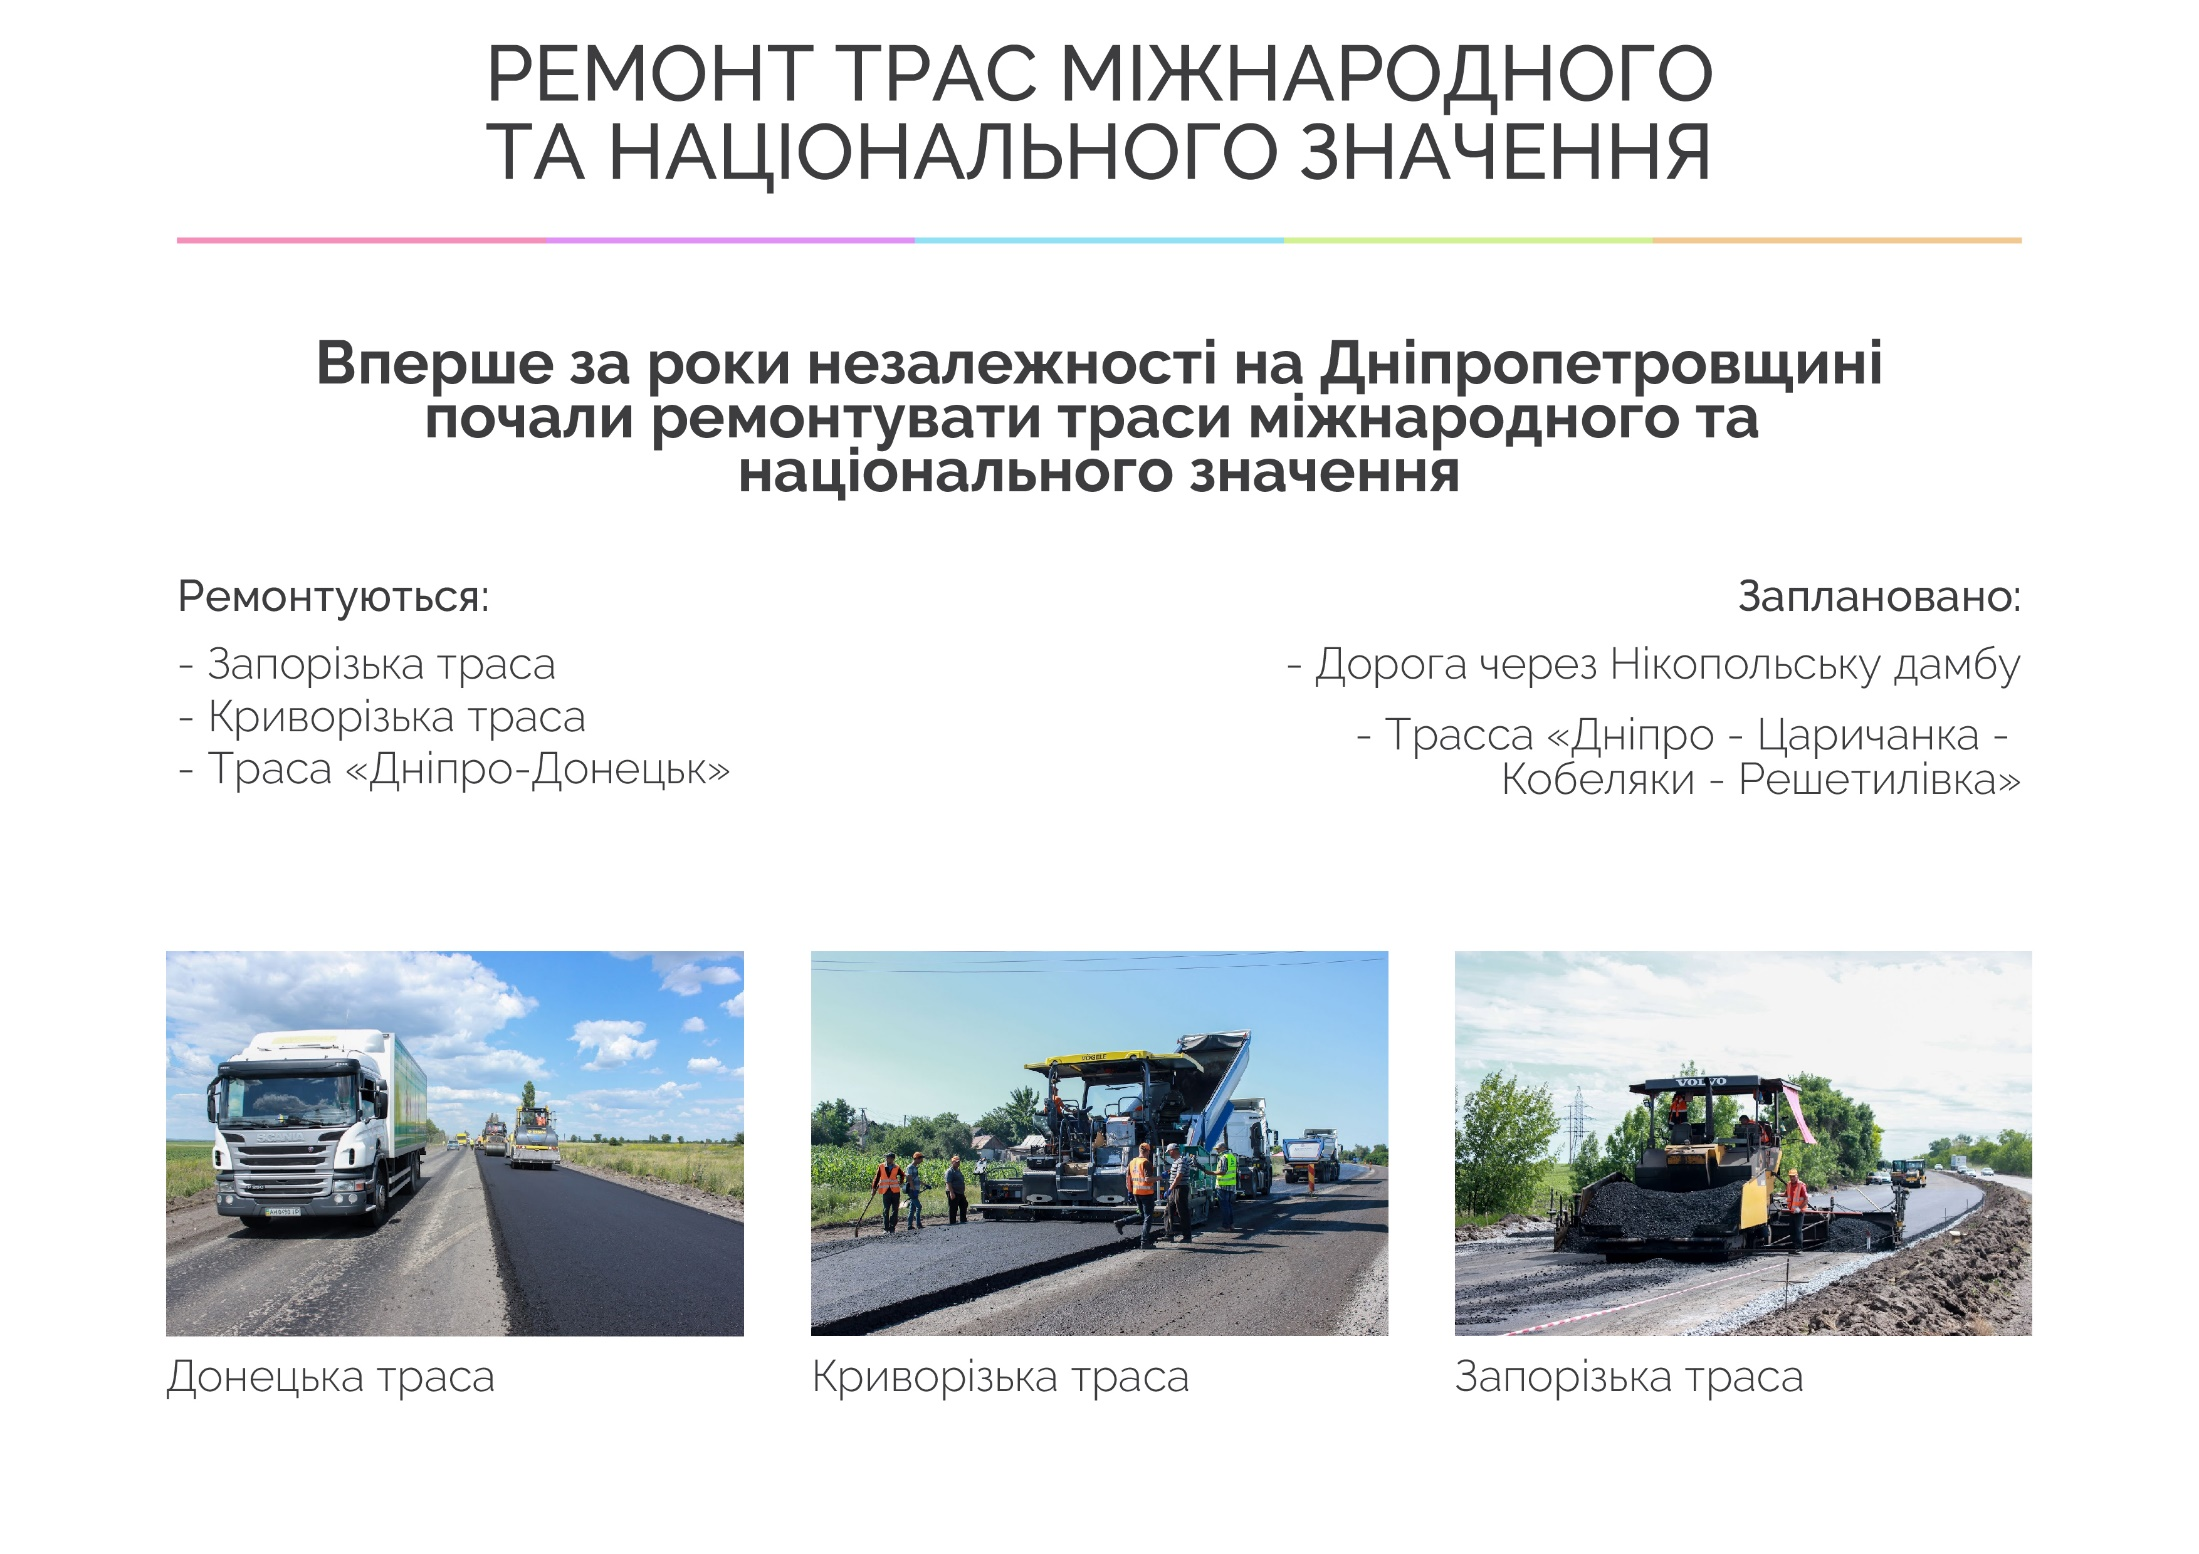 РЕМОНТ ТРАС МІЖНАРОДНОГО
ТА НАЦІОНАЛЬНОГО ЗНАЧЕННЯ
Вперше за роки незалежності на Дніпропетровщині
почали ремонтувати траси міжнародного та
національного значення
Ремонтуються:
- Запорізька траса
- Криворізька траса
- Траса «Дніпро-Донецьк»
Заплановано:
- Дорога через Нікопольську дамбу
- Трасса «Дніпро - Царичанка -
Кобеляки - Решетилівка»
VÖGELE
VOLVO
Донецька траса
Криворізька траса
Запорізька траса